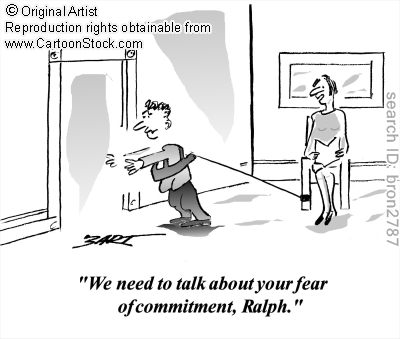 © Original Artist
Reproduction rights obtainable from
www.CartoonStock.com
search ID: bron2787
BART
"We need to talk about your fear
of commitment, Ralph."